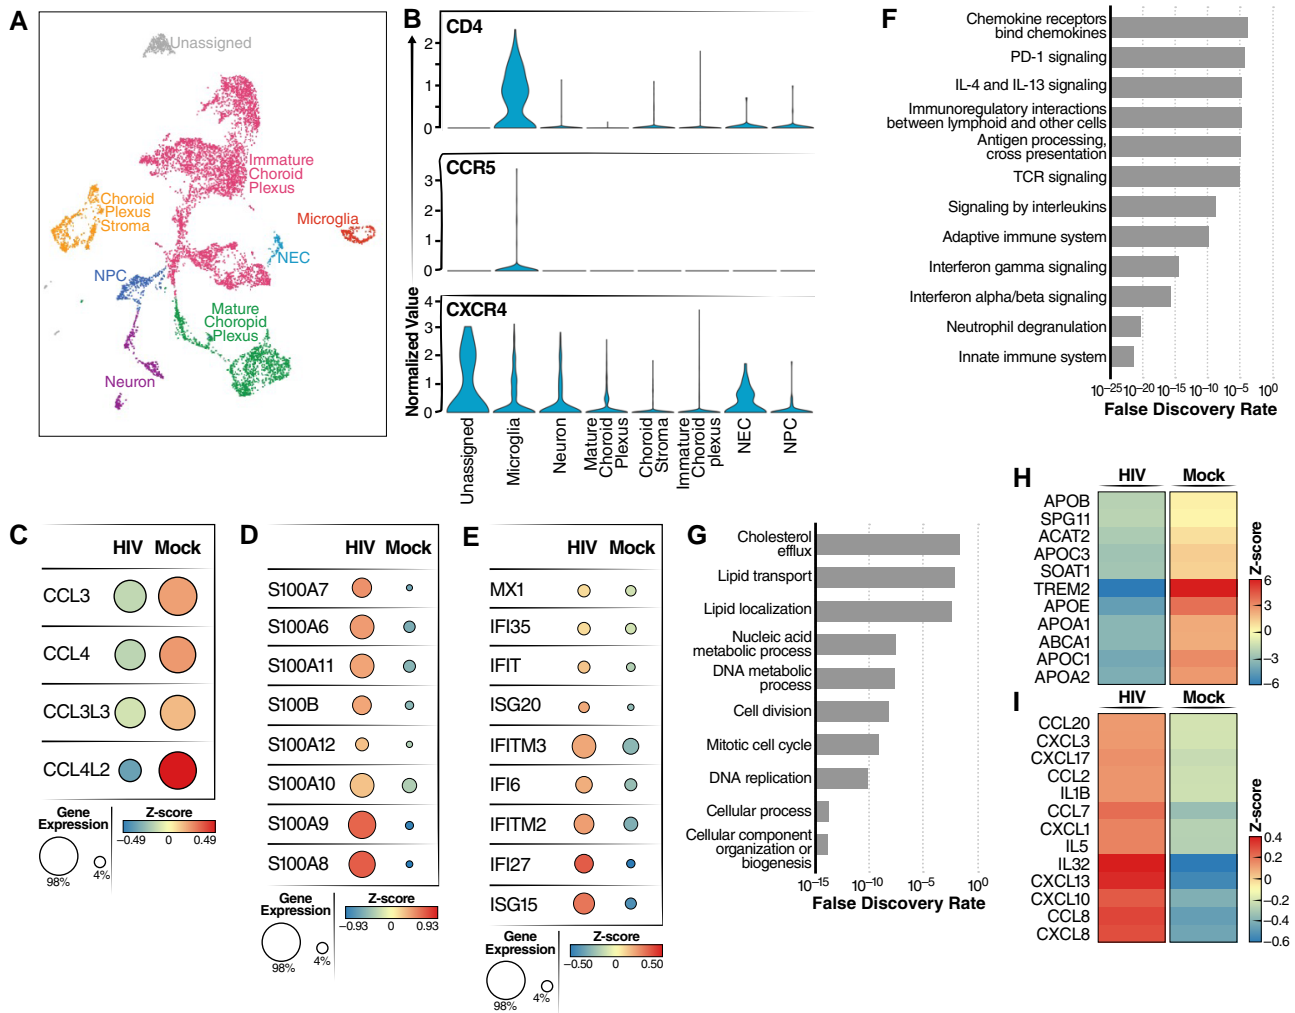 A
Unassigned
Immature
Choroid
Plexus
Choroid
Plexus
Stroma
Microglia
NEC
NPC
Mature
Choropid
Plexus
Neuron
B
CD4
2
1
0
CCR5
3
2
1
0
CXCR4
4
3
2
1
0
Normalized Value
Unassigned
Microglia
Neuron
Mature
Choroid
Plexus
Choroid
Stroma
Immature
Choroid
plexus
NEC
NPC
F
Chemokine receptors
bind chemokines
PD-1 signaling
IL-4 and IL-13 signaling
Immunoregulatory interactions
between lymphoid and other cells
Antigen processing,
cross presentation
TCR signaling
Signaling by interleukins
Adaptive immune system
Interferon gamma signaling
Interferon alpha/beta signaling
Neutrophil degranulation
Innate immune system
10−25 10−20 10−15 10−10 10−5 100
False Discovery Rate
C
HIV Mock
CCL3
CCL4
CCL3L3
CCL4L2
Gene
Expression
98%
4%
Z-score
−0.49 0 0.49
D
HIV Mock
S100A7
S100A6
S100A11
S100B
S100A12
S100A10
S100A9
S100A8
Gene
Expression
98%
4%
Z-score
−0.93 0 0.93
E
HIV Mock
MX1
IFI35
IFIT
ISG20
IFITM3
IFI6
IFITM2
IFI27
ISG15
Gene
Expression
98%
4%
Z-score
−0.50 0 0.50
G
Cholesterol
efflux
Lipid transport
Lipid localization
Nucleic acid
metabolic process
DNA metabolic
process
Cell division
Mitotic cell cycle
DNA replication
Cellular process
Cellular component
organization or
biogenesis
10−15 10−10 10−5 100
False Discovery Rate
H
HIV Mock
APOB
SPG11
ACAT2
APOC3
SOAT1
TREM2
APOE
APOA1
ABCA1
APOC1
APOA2
Z-score
6
3
0
−3
−6
I
HIV Mock
CCL20
CXCL3
CXCL17
CCL2
IL1B
CCL7
CXCL1
IL5
IL32
CXCL13
CXCL10
CCL8
CXCL8
Z-score
0.4
0.2
0
−0.2
−0.4
−0.6